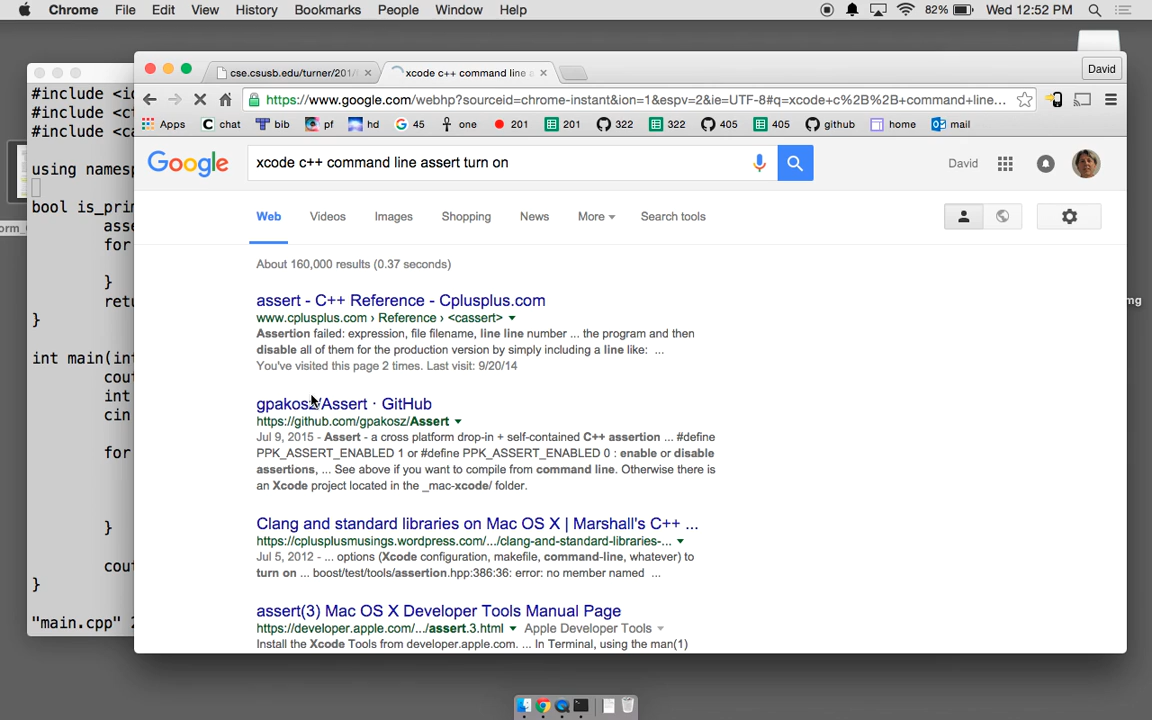 Chrome File Edit View History Bookmarks People Window Help 82% Wed 12:52 PM
cse.csusb.edu/turner/201/ xcode c++ command line a David
https://www.google.com/webhp?sourceid=chrome-instant&ion=1&espv=2&ie=UTF-8#q=xcode+c%2B%2B+command+line...
Apps chat bib pf hd 45 one 201 201 322 322 405 405 github home mail
Google xcode c++ command line assert turn on David
Web Videos Images Shopping News More Search tools
About 160,000 results (0.37 seconds)
assert - C++ Reference - Cplusplus.com
www.cplusplus.com › Reference › <cassert>
Assertion failed: expression, file filename, line line number ... the program and then
disable all of them for the production version by simply including a line like: ...
You've visited this page 2 times. Last visit: 9/20/14
gpakosz/Assert · GitHub
https://github.com/gpakosz/Assert
Jul 9, 2015 - Assert - a cross platform drop-in + self-contained C++ assertion ... #define
PPK_ASSERT_ENABLED 1 or #define PPK_ASSERT_ENABLED 0 : enable or disable
assertions, ... See above if you want to compile from command line. Otherwise there is
an Xcode project located in the _mac-xcode/ folder.
Clang and standard libraries on Mac OS X | Marshall's C++ ...
https://cplusplusmusings.wordpress.com/.../clang-and-standard-libraries-...
Jul 5, 2012 - ... options (Xcode configuration, makefile, command-line, whatever) to
turn on ... boost/test/tools/assertion.hpp:386:36: error: no member named ...
assert(3) Mac OS X Developer Tools Manual Page
https://developer.apple.com/.../assert.3.html Apple Developer Tools
Install the Xcode Tools from developer.apple.com. ... In Terminal, using the man(1)
#include <io
#include <ct
#include <ca
using namesp
bool is_prim
asse
for
}
retu
}
int main(int
cout
int
cin
for
}
cout
}
"main.cpp" 2
orm_
mg